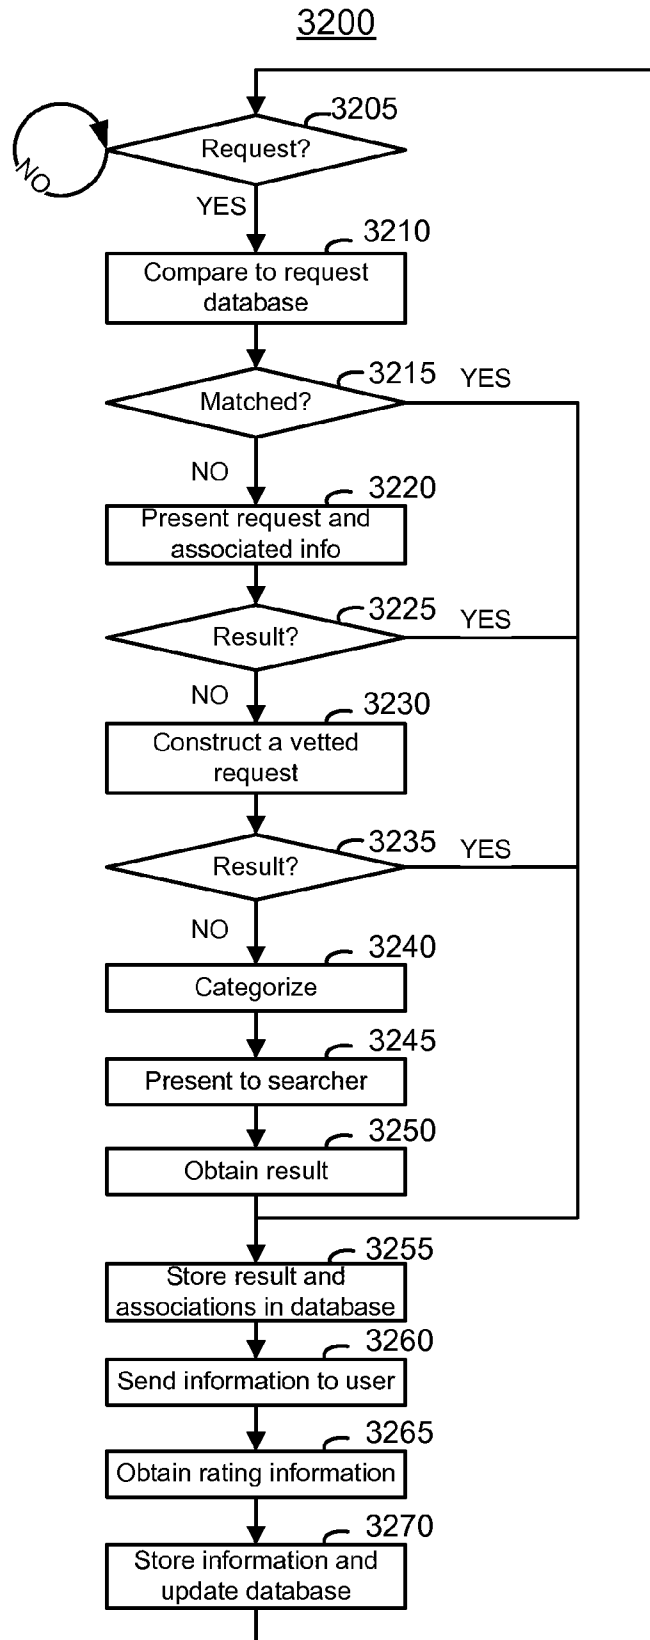 3200
3205
Request?
NO
YES
3210
Compare to request
database
3215
YES
Matched?
NO
3220
Present request and
associated info
3225
YES
Result?
NO
3230
Construct a vetted
request
3235
YES
Result?
NO
3240
Categorize
3245
Present to searcher
3250
Obtain result
3255
Store result and
associations in database
3260
Send information to user
3265
Obtain rating information
3270
Store information and
update database